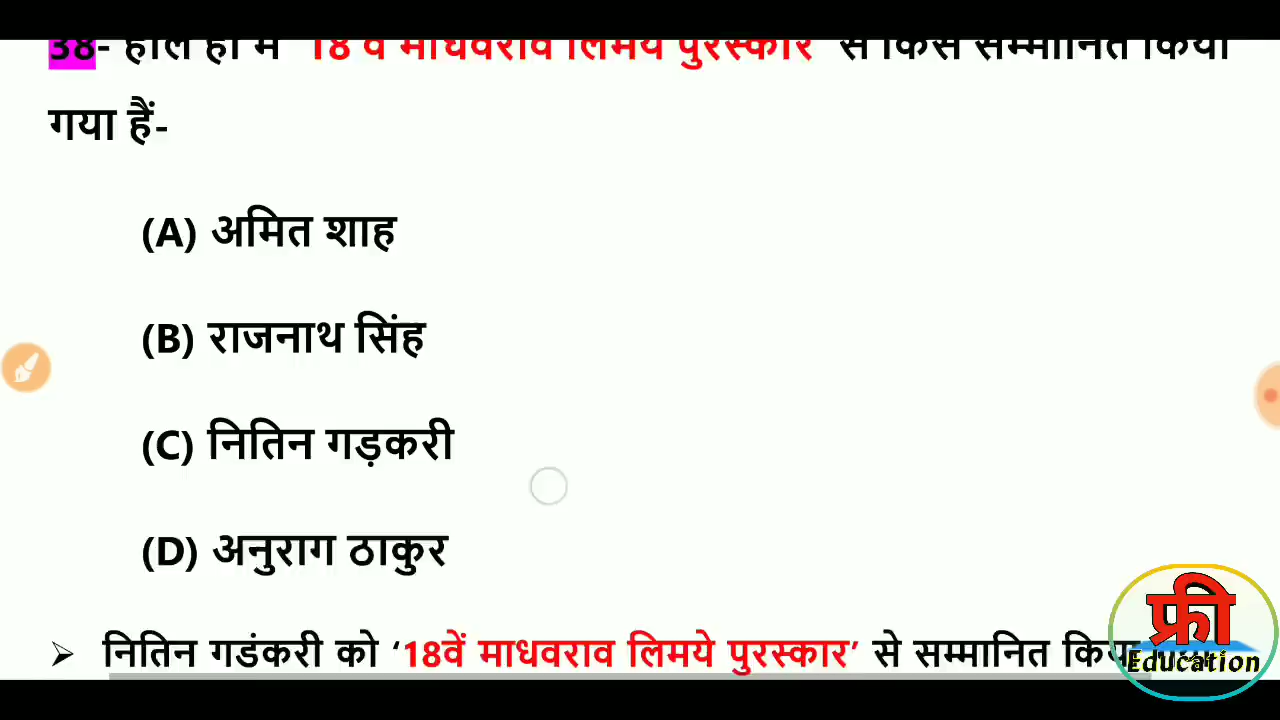 38- हाल ही में '18 वें माधवराव लिमये पुरस्कार' से किसे सम्मानित किया
गया हैं-
(A) अमित शाह
(B) राजनाथ सिंह
(C) नितिन गड़करी
(D) अनुराग ठाकुर
➢ नितिन गडंकरी को ‘18वें माधवराव लिमये पुरस्कार’ से सम्मानित किया
फ्री
Education